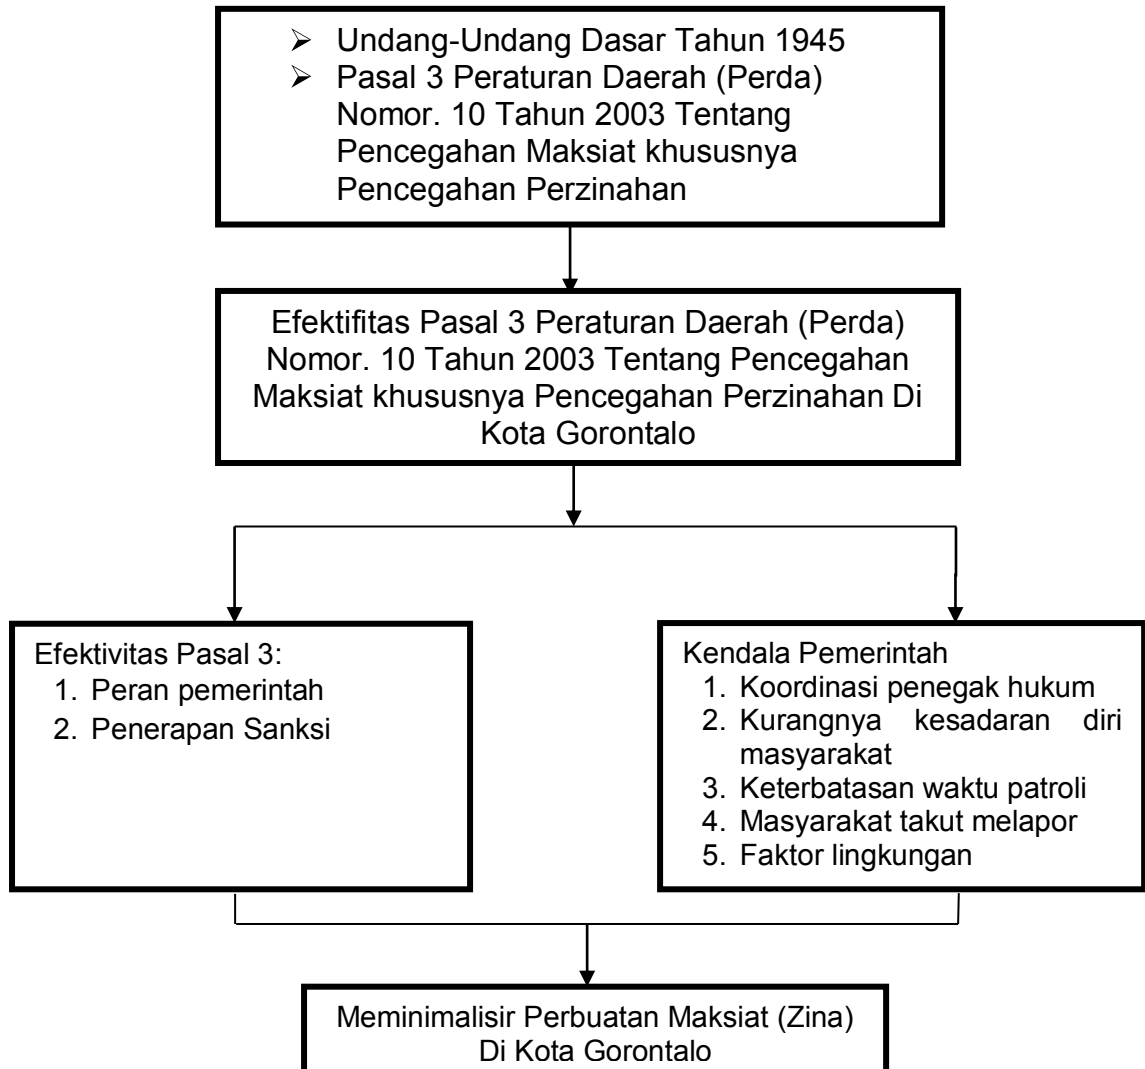 ➢ Undang-Undang Dasar Tahun 1945
➢ Pasal 3 Peraturan Daerah (Perda)
Nomor. 10 Tahun 2003 Tentang
Pencegahan Maksiat khususnya
Pencegahan Perzinahan
Efektifitas Pasal 3 Peraturan Daerah (Perda)
Nomor. 10 Tahun 2003 Tentang Pencegahan
Maksiat khususnya Pencegahan Perzinahan Di
Kota Gorontalo
Efektivitas Pasal 3:
1. Peran pemerintah
2. Penerapan Sanksi
Kendala Pemerintah
1. Koordinasi penegak hukum
2. Kurangnya kesadaran diri
masyarakat
3. Keterbatasan waktu patroli
4. Masyarakat takut melapor
5. Faktor lingkungan
Meminimalisir Perbuatan Maksiat (Zina)
Di Kota Gorontalo